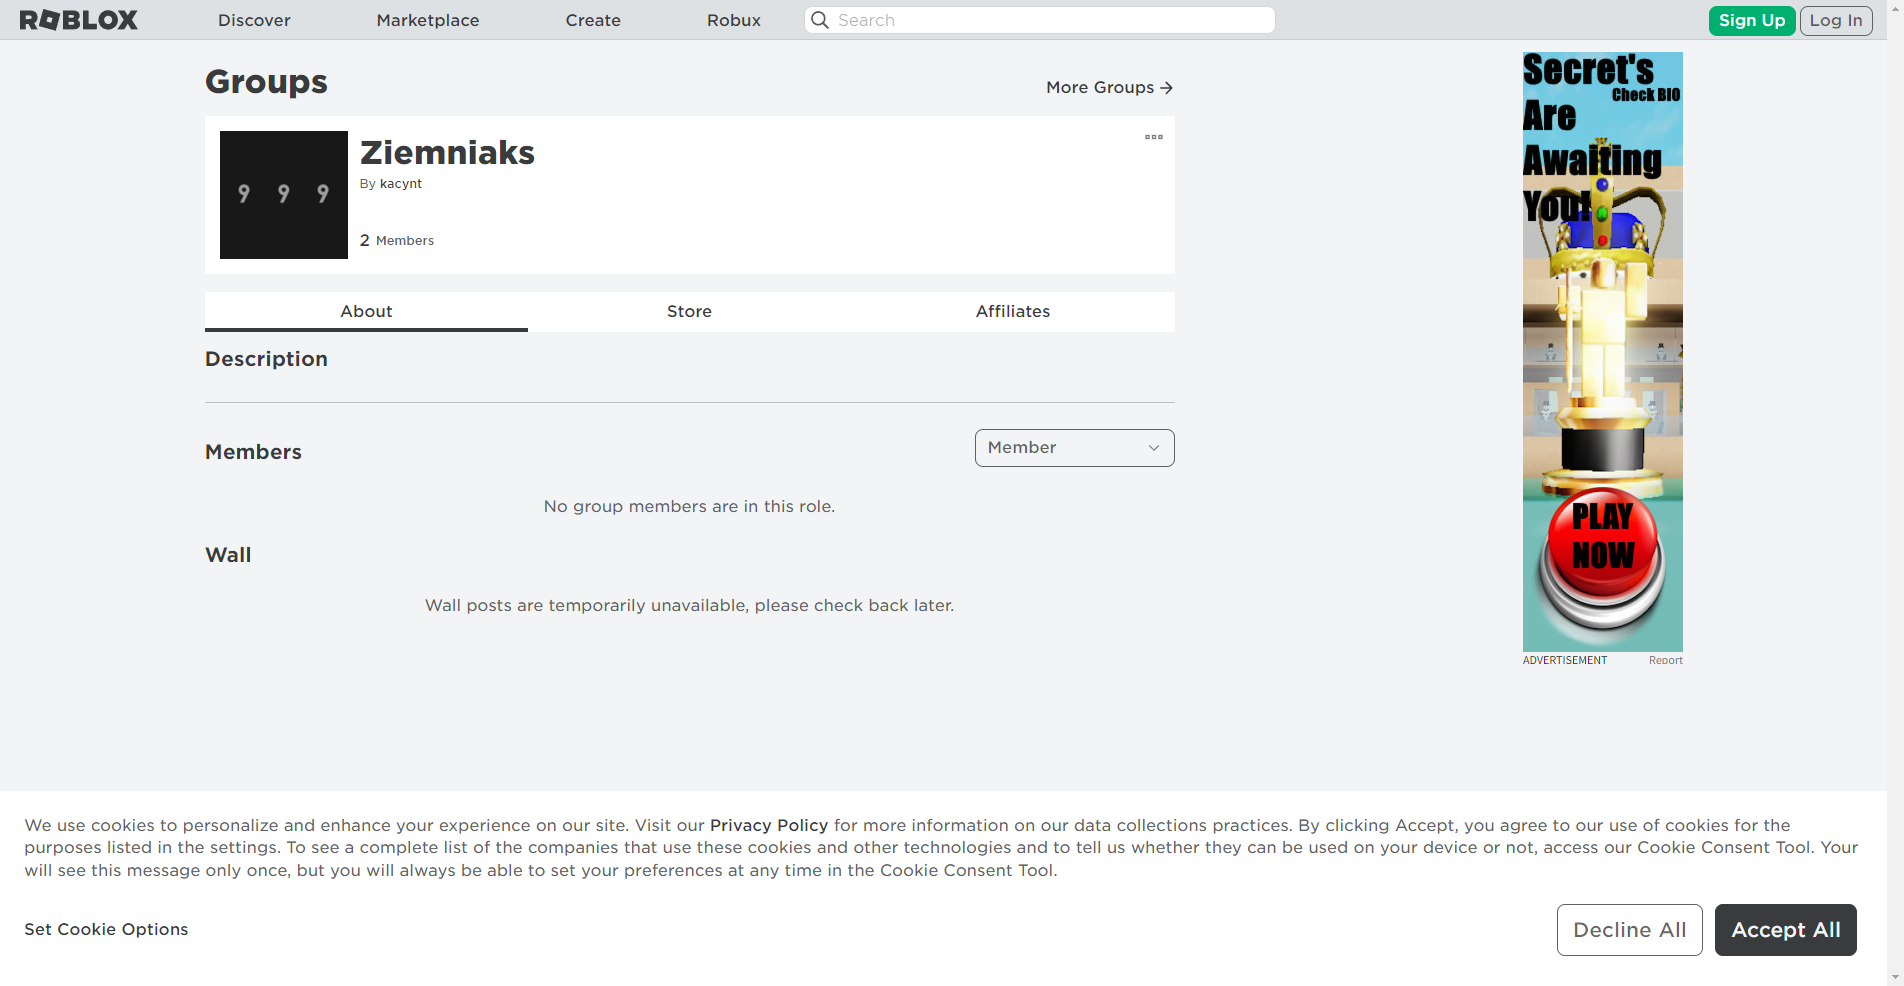 ROBLOX
Discover
Marketplace
Create
Robux
Search
Sign Up
Log In
Groups
More Groups
9 9 9
Ziemniaks
By kacynt
2 Members
About
Store
Affiliates
Description
Members
Member
No group members are in this role.
Wall
Wall posts are temporarily unavailable, please check back later.
Secret's
Check BIO
Are
Awaiting
You!
PLAY
NOW
ADVERTISEMENT
Report
We use cookies to personalize and enhance your experience on our site. Visit our Privacy Policy for more information on our data collections practices. By clicking Accept, you agree to our use of cookies for the
purposes listed in the settings. To see a complete list of the companies that use these cookies and other technologies and to tell us whether they can be used on your device or not, access our Cookie Consent Tool. Your
will see this message only once, but you will always be able to set your preferences at any time in the Cookie Consent Tool.
Set Cookie Options
Decline All
Accept All